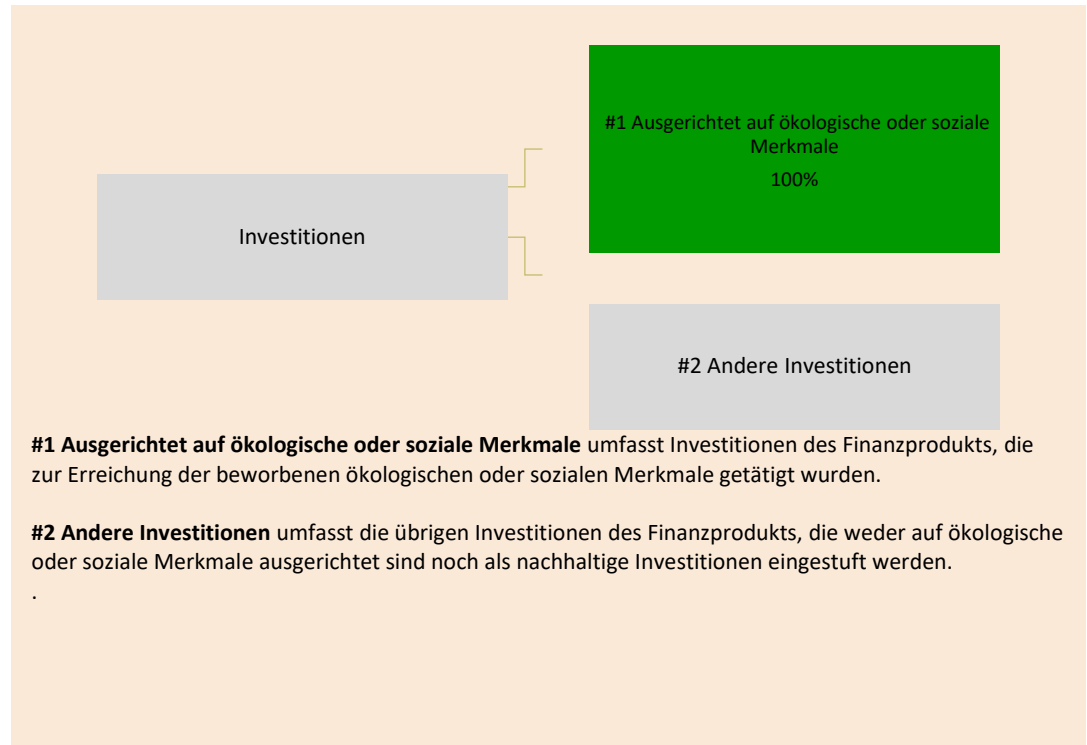 #1 Ausgerichtet auf ökologische oder soziale
Merkmale
100%
Investitionen
#2 Andere Investitionen
#1 Ausgerichtet auf ökologische oder soziale Merkmale umfasst Investitionen des Finanzprodukts, die
zur Erreichung der beworbenen ökologischen oder sozialen Merkmale getätigt wurden.
#2 Andere Investitionen umfasst die übrigen Investitionen des Finanzprodukts, die weder auf ökologische
oder soziale Merkmale ausgerichtet sind noch als nachhaltige Investitionen eingestuft werden.
.